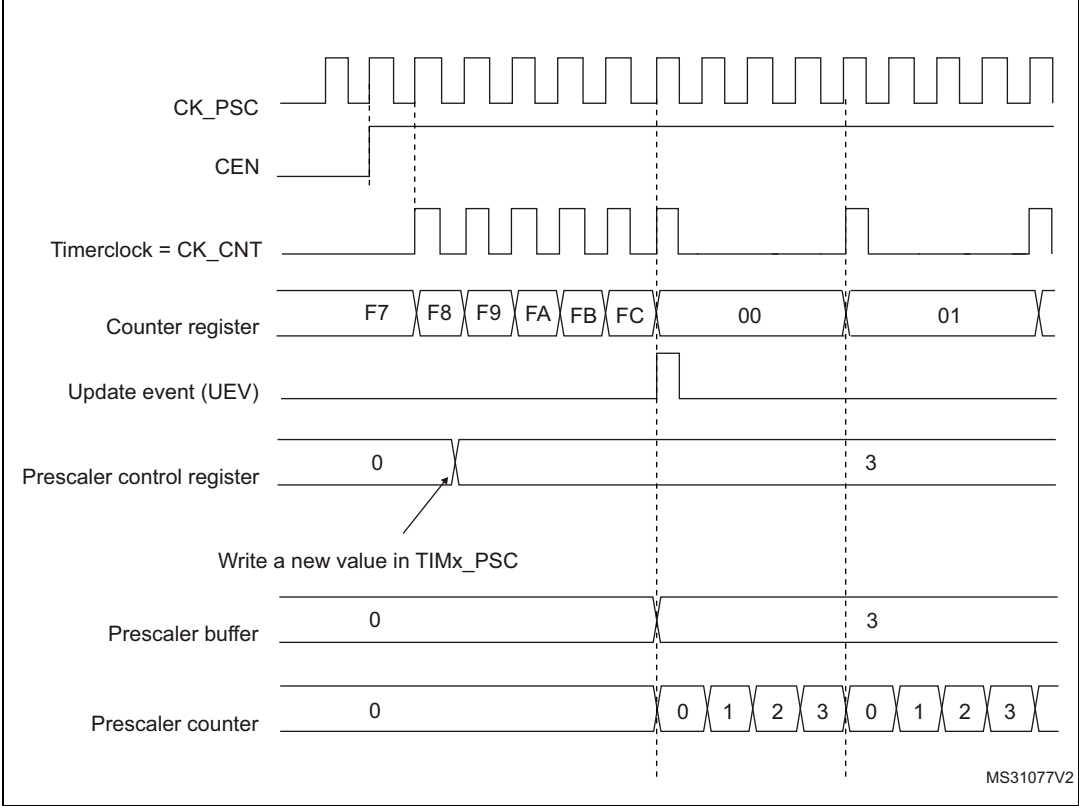 CK_PSC
CEN
Timerclock = CK_CNT
Counter register
F7 F8 F9 FA FB FC 00 01
Update event (UEV)
Prescaler control register
0 3
Write a new value in TIMx_PSC
Prescaler buffer
0 3
Prescaler counter
0 0 1 2 3 0 1 2 3
MS31077V2